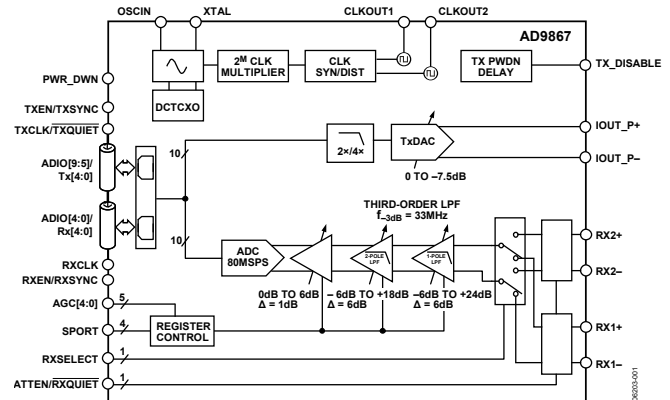 OSCIN
XTAL
CLKOUT1
CLKOUT2
AD9867
PWR_DWN
2M CLK
MULTIPLIER
CLK
SYN/DIST
TX PWDN
DELAY
TX_DISABLE
DCTCXO
TXEN/TXSYNC
TXCLK/TXQUIET
ADIO[9:5]/
Tx[4:0]
10
2×/4×
TxDAC
0 TO –7.5dB
IOUT_P+
IOUT_P–
ADIO[4:0]/
Rx[4:0]
10
THIRD-ORDER LPF
f–3dB = 33MHz
ADC
80MSPS
2-POLE
LPF
1-POLE
LPF
RX2+
RX2–
RXCLK
RXEN/RXSYNC
0dB TO 6dB
Δ = 1dB
– 6dB TO +18dB
Δ = 6dB
–6dB TO +24dB
Δ = 6dB
AGC[4:0]
5
SPORT
4
REGISTER
CONTROL
RX1+
RX1–
RXSELECT
1
ATTEN/RXQUIET
1
06203-001